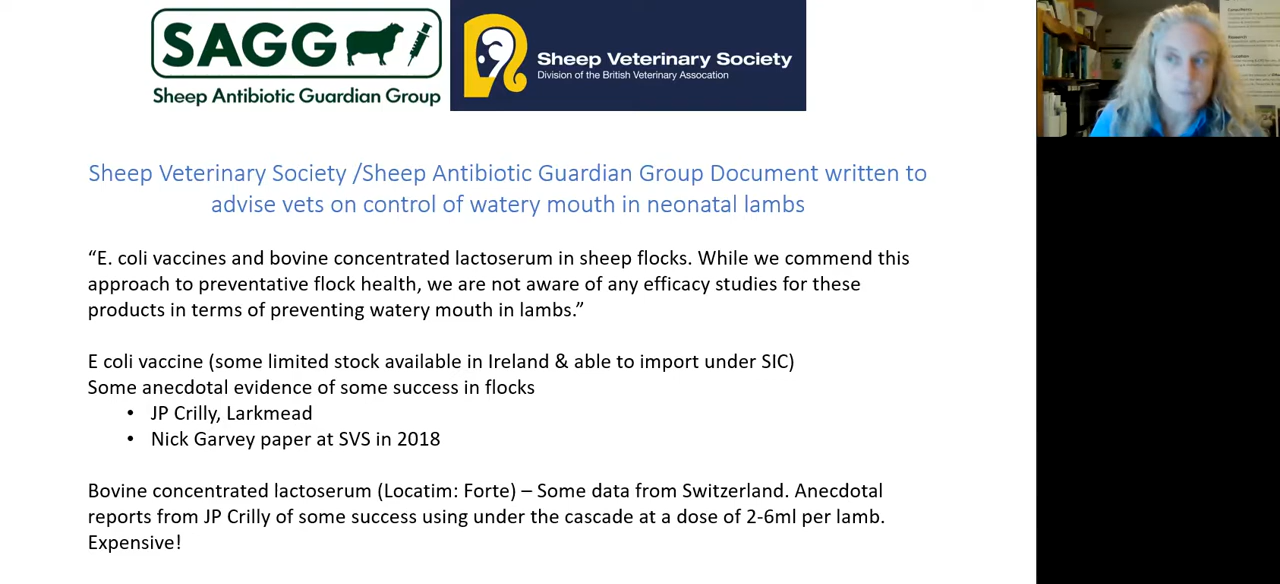 SAGG
Sheep Antibiotic Guardian Group
Sheep Veterinary Society
Division of the British Veterinary Assocation
Sheep Veterinary Society /Sheep Antibiotic Guardian Group Document written to
advise vets on control of watery mouth in neonatal lambs
“E. coli vaccines and bovine concentrated lactoserum in sheep flocks. While we commend this
approach to preventative flock health, we are not aware of any efficacy studies for these
products in terms of preventing watery mouth in lambs.”
E coli vaccine (some limited stock available in Ireland & able to import under SIC)
Some anecdotal evidence of some success in flocks
• JP Crilly, Larkmead
• Nick Garvey paper at SVS in 2018
Bovine concentrated lactoserum (Locatim: Forte) – Some data from Switzerland. Anecdotal
reports from JP Crilly of some success using under the cascade at a dose of 2-6ml per lamb.
Expensive!